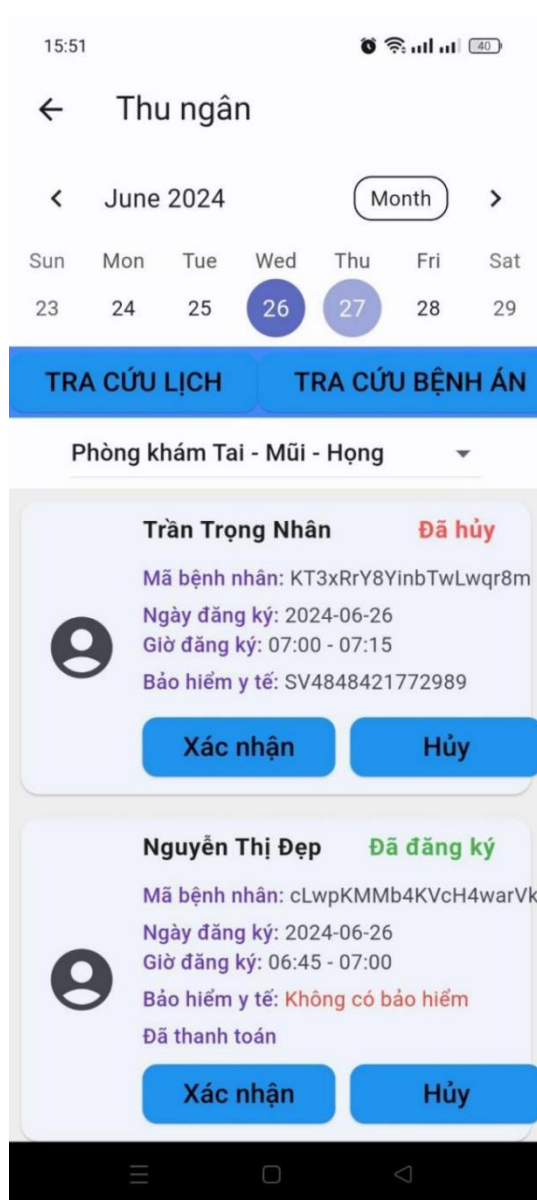 15:51 40
Thu ngân
June 2024 Month
Sun Mon Tue Wed Thu Fri Sat
23 24 25 26 27 28 29
TRA CỨU LỊCH TRA CỨU BỆNH ÁN
Phòng khám Tai - Mũi - Họng
Trần Trọng Nhân Đã hủy
Mã bệnh nhân: KT3xRrY8YinbTwLwqr8m
Ngày đăng ký: 2024-06-26
Giờ đăng ký: 07:00 - 07:15
Bảo hiểm y tế: SV4848421772989
Xác nhận Hủy
Nguyễn Thị Đẹp Đã đăng ký
Mã bệnh nhân: cLwpKMMb4KVcH4warVk
Ngày đăng ký: 2024-06-26
Giờ đăng ký: 06:45 - 07:00
Bảo hiểm y tế: Không có bảo hiểm
Đã thanh toán
Xác nhận Hủy